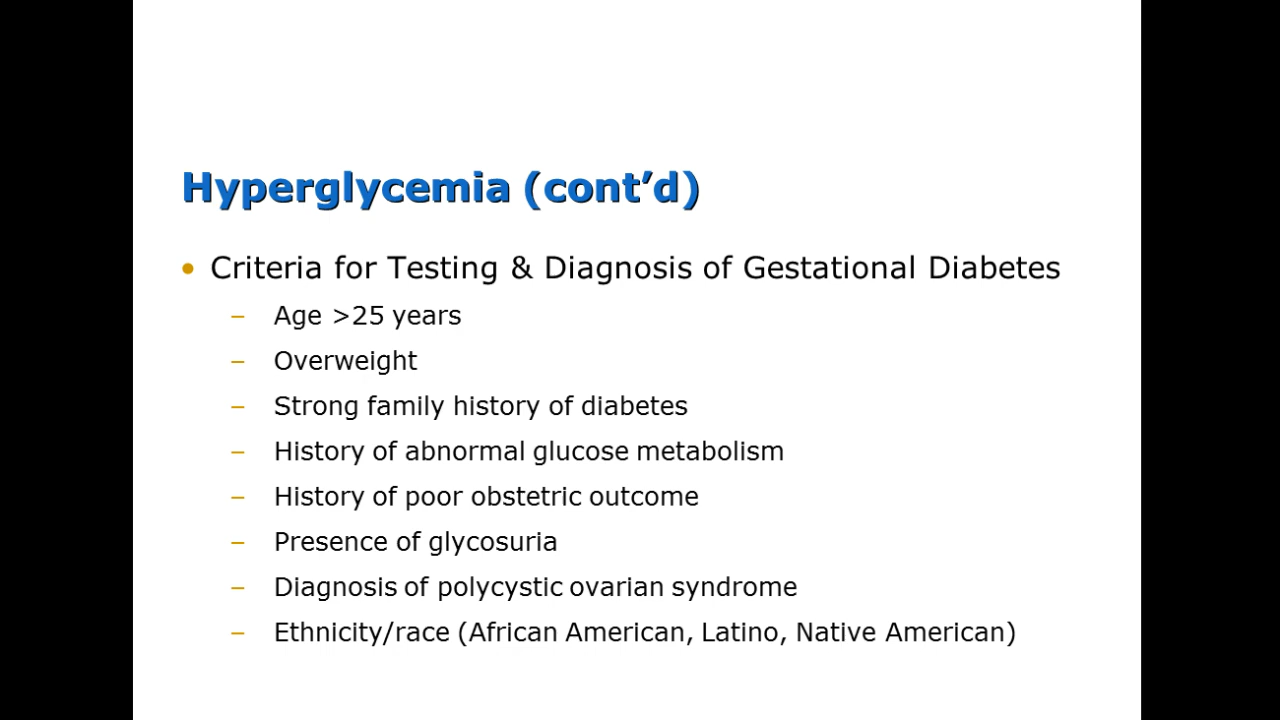 Hyperglycemia (cont’d)
• Criteria for Testing & Diagnosis of Gestational Diabetes
– Age >25 years
– Overweight
– Strong family history of diabetes
– History of abnormal glucose metabolism
– History of poor obstetric outcome
– Presence of glycosuria
– Diagnosis of polycystic ovarian syndrome
– Ethnicity/race (African American, Latino, Native American)